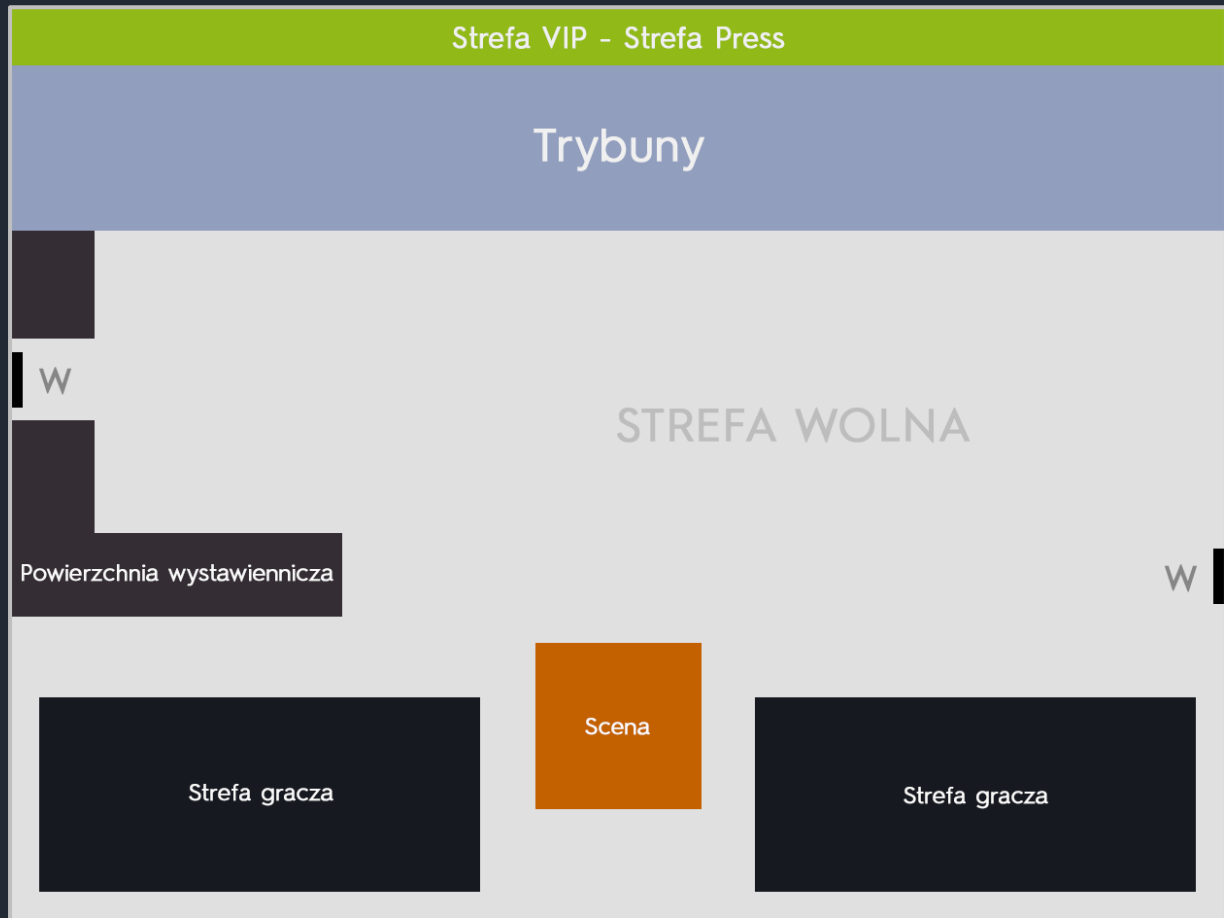 Strefa VIP - Strefa Press
Trybuny
W
STREFA WOLNA
Powierzchnia wystawiennicza
W
Scena
Strefa gracza
Strefa gracza